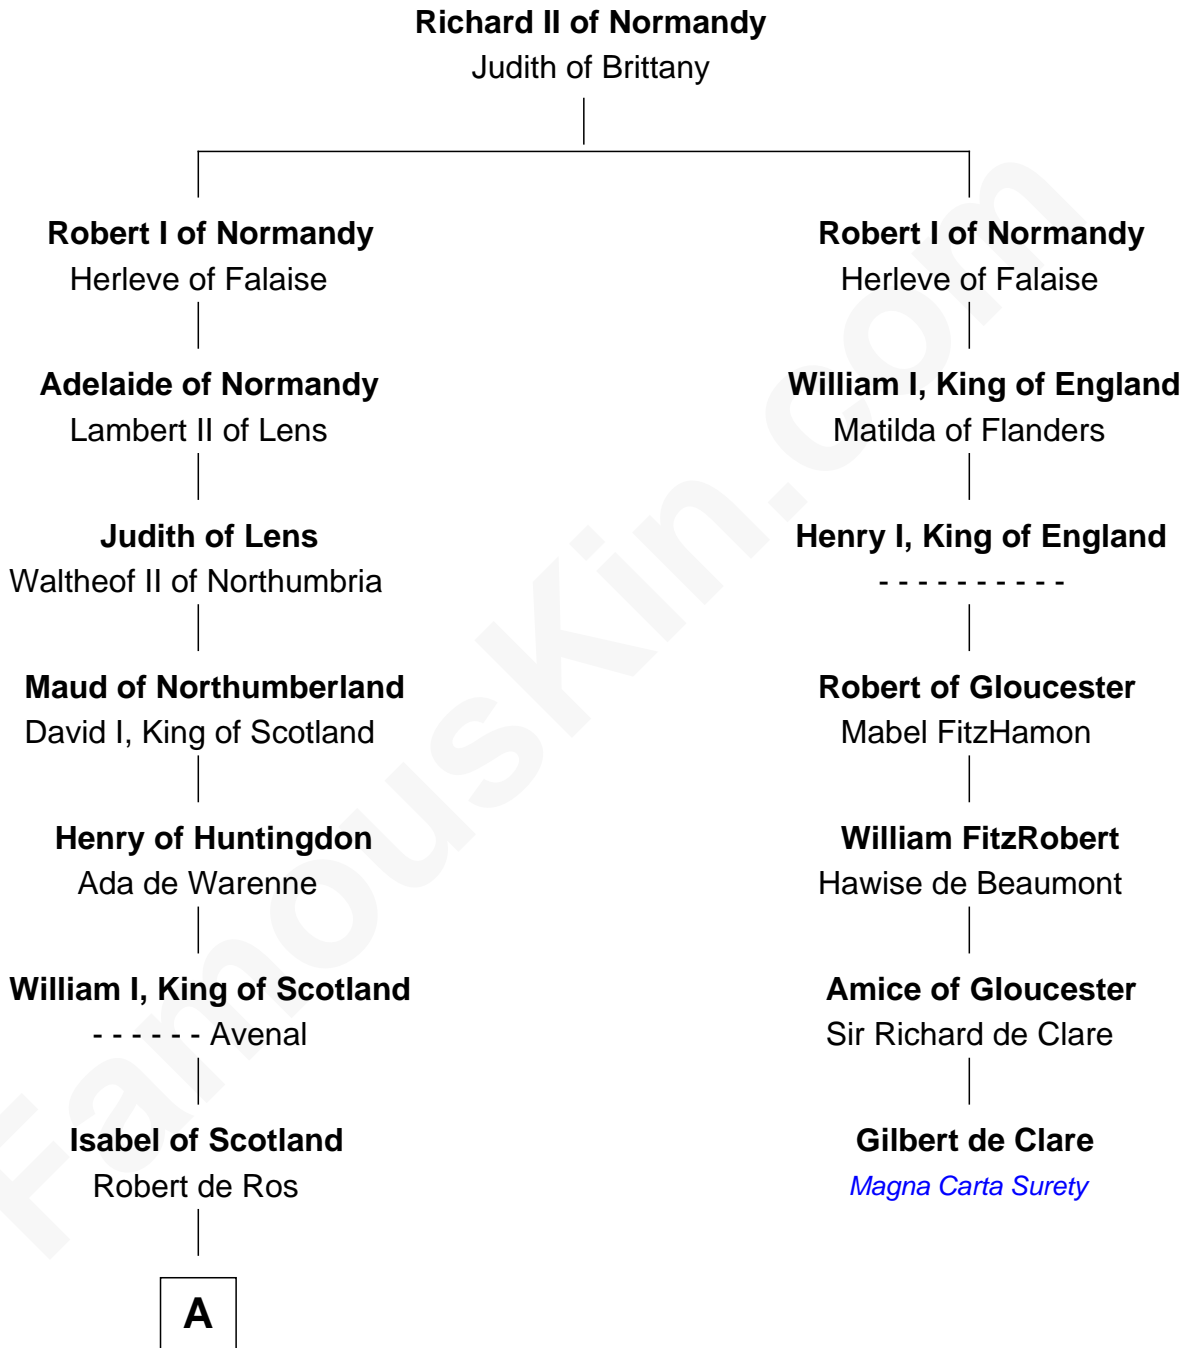 Richard II of Normandy
Judith of Brittany
Robert I of Normandy
Herleve of Falaise
Adelaide of Normandy
Lambert II of Lens
Judith of Lens
Waltheof II of Northumbria
Maud of Northumberland
David I, King of Scotland
Henry of Huntingdon
Ada de Warenne
William I, King of Scotland
- - - - - - Avenal
Isabel of Scotland
Robert de Ros
A
Robert I of Normandy
Herleve of Falaise
William I, King of England
Matilda of Flanders
Henry I, King of England
- - - - - - - - - -
Robert of Gloucester
Mabel FitzHamon
William FitzRobert
Hawise de Beaumont
Amice of Gloucester
Sir Richard de Clare
Gilbert de Clare
Magna Carta Surety
FamousKin.com